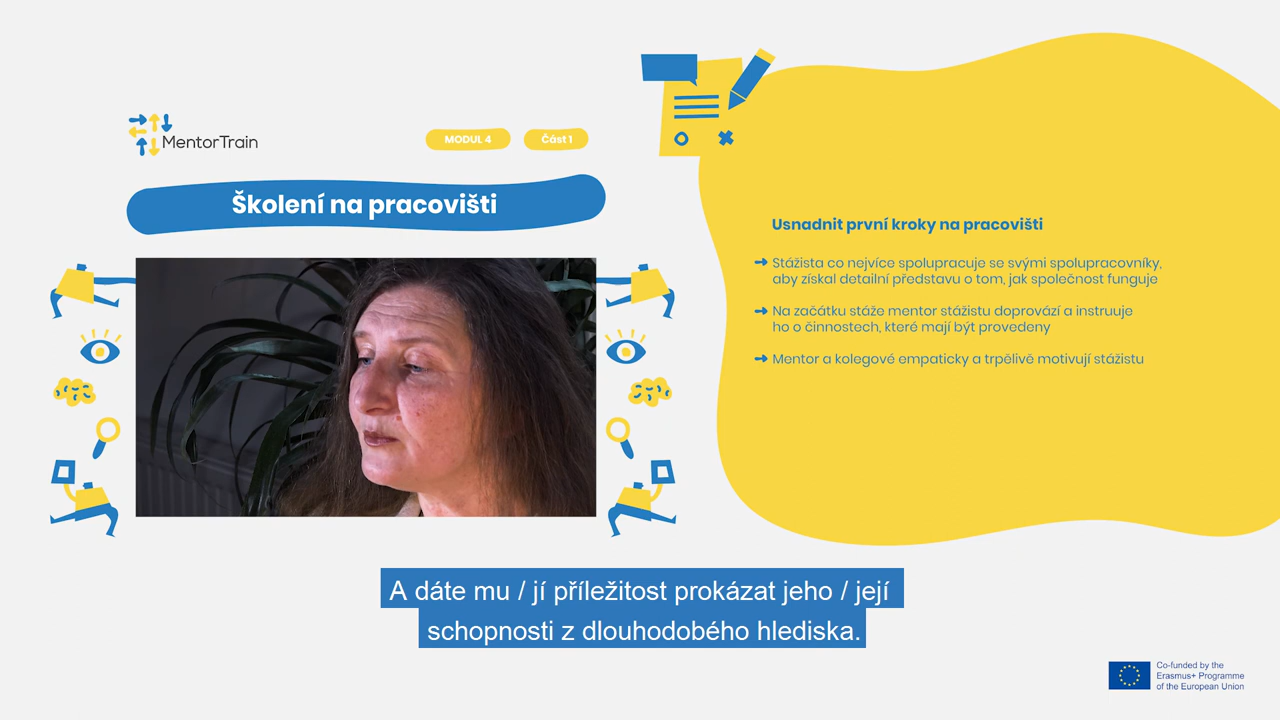 MentorTrain
MODUL 4
Část 1
Školení na pracovišti
Usnadnit první kroky na pracovišti
Stážista co nejvíce spolupracuje se svými spolupracovníky,
aby získal detailní představu o tom, jak společnost funguje
Na začátku stáže mentor stážistu doprovází a instruuje
ho o činnostech, které mají být provedeny
Mentor a kolegové empaticky a trpělivě motivují stážistu
A dáte mu / jí příležitost prokázat jeho / její
schopnosti z dlouhodobého hlediska.
Co-funded by the
Erasmus+ Programme
of the European Union